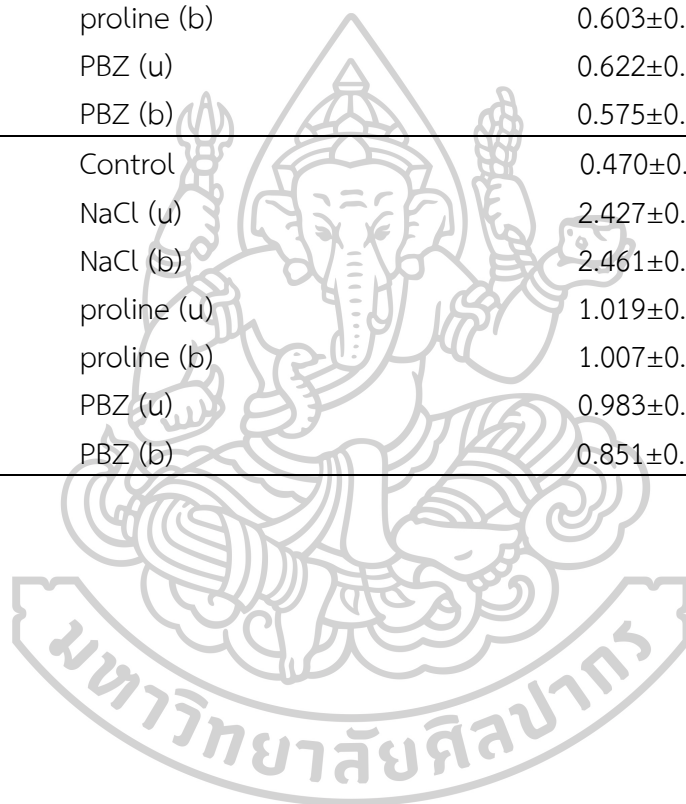 proline (b) 0.603±0.
PBZ (u) 0.622±0.
PBZ (b) 0.575±0.
Control 0.470±0.
NaCl (u) 2.427±0.
NaCl (b) 2.461±0.
proline (u) 1.019±0.
proline (b) 1.007±0.
PBZ (u) 0.983±0.
PBZ (b) 0.851±0.
มหาวิทยาลัยศิลปากร